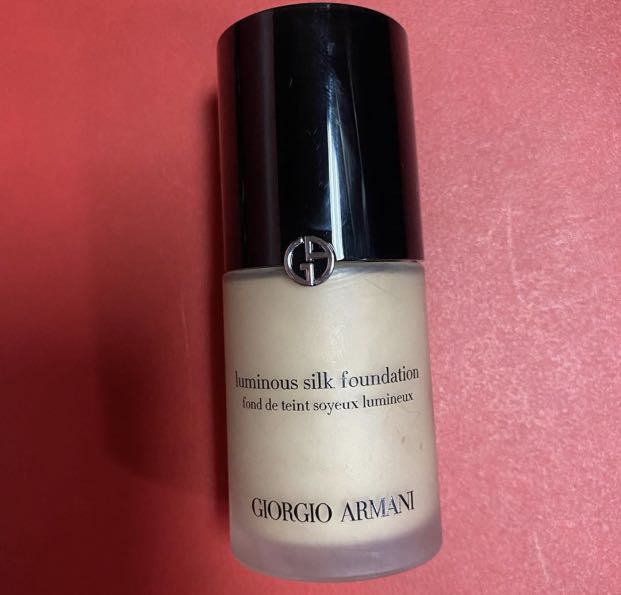 luminous silk foundation
fond de teint soyeux lumineux
GIORGIO ARMANI